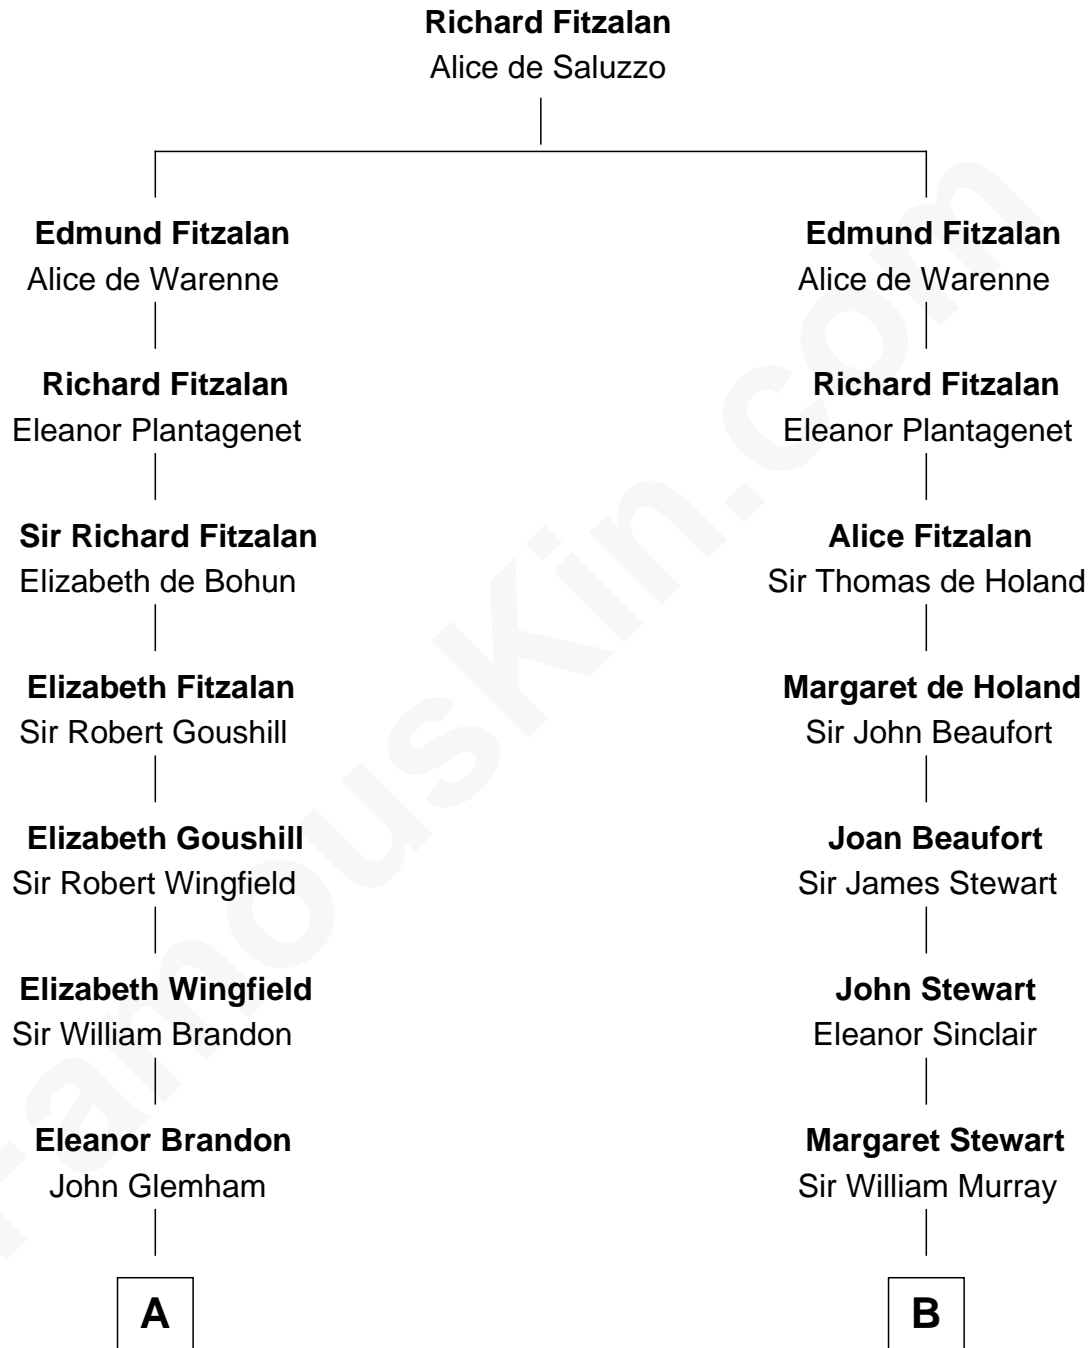 Richard Fitzalan
Alice de Saluzzo
Edmund Fitzalan
Alice de Warenne
Richard Fitzalan
Eleanor Plantagenet
Sir Richard Fitzalan
Elizabeth de Bohun
Elizabeth Fitzalan
Sir Robert Goushill
Elizabeth Goushill
Sir Robert Wingfield
Elizabeth Wingfield
Sir William Brandon
Eleanor Brandon
John Glemham
A
Edmund Fitzalan
Alice de Warenne
Richard Fitzalan
Eleanor Plantagenet
Alice Fitzalan
Sir Thomas de Holand
Margaret de Holand
Sir John Beaufort
Joan Beaufort
Sir James Stewart
John Stewart
Eleanor Sinclair
Margaret Stewart
Sir William Murray
B
FamousKin.com